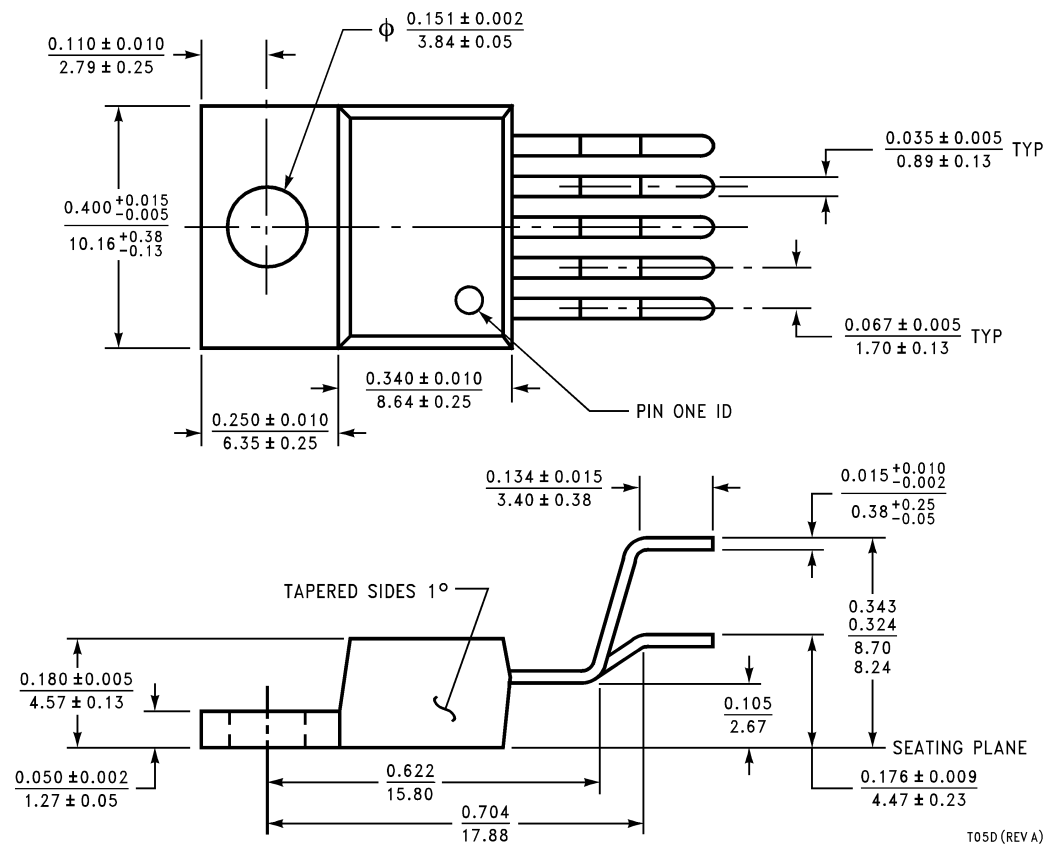 ϕ 0.151 ± 0.002
3.84 ± 0.05
0.110 ± 0.010
2.79 ± 0.25
0.035 ± 0.005
0.89 ± 0.13 TYP
0.400 +0.015 -0.005
10.16 +0.38 -0.13
0.067 ± 0.005
1.70 ± 0.13 TYP
0.340 ± 0.010
8.64 ± 0.25
PIN ONE ID
0.250 ± 0.010
6.35 ± 0.25
0.134 ± 0.015
3.40 ± 0.38
0.015 +0.010 -0.002
0.38 +0.25 -0.05
TAPERED SIDES 1°
0.343
0.324
8.70
8.24
0.180 ± 0.005
4.57 ± 0.13
0.105
2.67
SEATING PLANE
0.050 ± 0.002
1.27 ± 0.05
0.622
15.80
0.176 ± 0.009
4.47 ± 0.23
0.704
17.88
T05D (REV A)